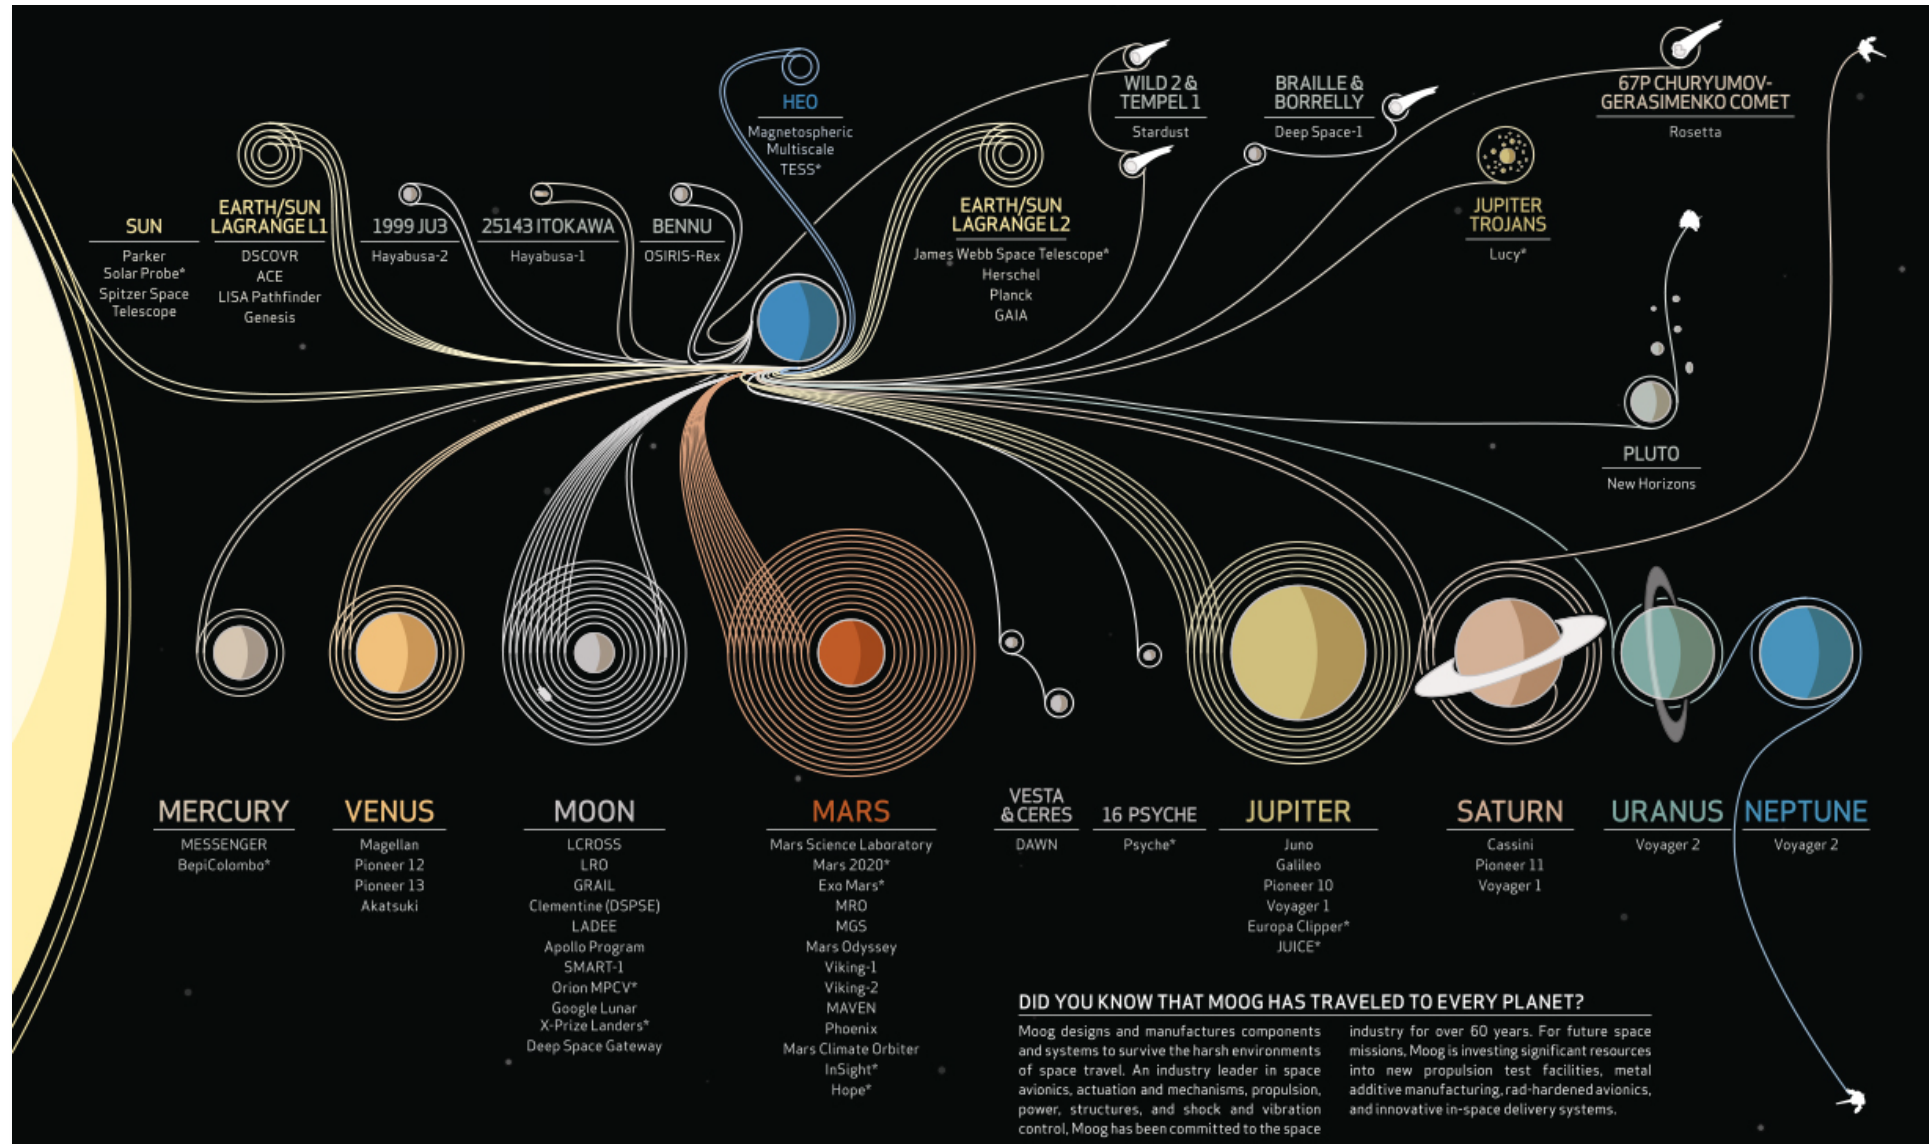 HEO
Magnetospheric
Multiscale
TESS*
WILD 2 &
TEMPEL 1
Stardust
BRAILLE &
BORRELLY
Deep Space-1
67P CHURYUMOV-
GERASIMENKO COMET
Rosetta
SUN
Parker
Solar Probe*
Spitzer Space
Telescope
EARTH/SUN
LAGRANGE L1
DSCOVR
ACE
LISA Pathfinder
Genesis
1999 JU3
Hayabusa-2
25143 ITOKAWA
Hayabusa-1
BENNU
OSIRIS-Rex
EARTH/SUN
LAGRANGE L2
James Webb Space Telescope*
Herschel
Planck
GAIA
JUPITER
TROJANS
Lucy*
PLUTO
New Horizons
MERCURY
MESSENGER
BepiColombo*
VENUS
Magellan
Pioneer 12
Pioneer 13
Akatsuki
MOON
LCROSS
LRO
GRAIL
Clementine (DSPSE)
LADEE
Apollo Program
SMART-1
Orion MPCV*
Google Lunar
X-Prize Landers*
Deep Space Gateway
MARS
Mars Science Laboratory
Mars 2020*
Exo Mars*
MRO
MGS
Mars Odyssey
Viking-1
Viking-2
MAVEN
Phoenix
Mars Climate Orbiter
InSight*
Hope*
VESTA
& CERES
DAWN
16 PSYCHE
Psyche*
JUPITER
Juno
Galileo
Pioneer 10
Voyager 1
Europa Clipper*
JUICE*
SATURN
Cassini
Pioneer 11
Voyager 1
URANUS
Voyager 2
NEPTUNE
Voyager 2
DID YOU KNOW THAT MOOG HAS TRAVELED TO EVERY PLANET?
Moog designs and manufactures components
and systems to survive the harsh environments
of space travel. An industry leader in space
avionics, actuation and mechanisms, propulsion,
power, structures, and shock and vibration
control, Moog has been committed to the space
industry for over 60 years. For future space
missions, Moog is investing significant resources
into new propulsion test facilities, metal
additive manufacturing, rad-hardened avionics,
and innovative in-space delivery systems.